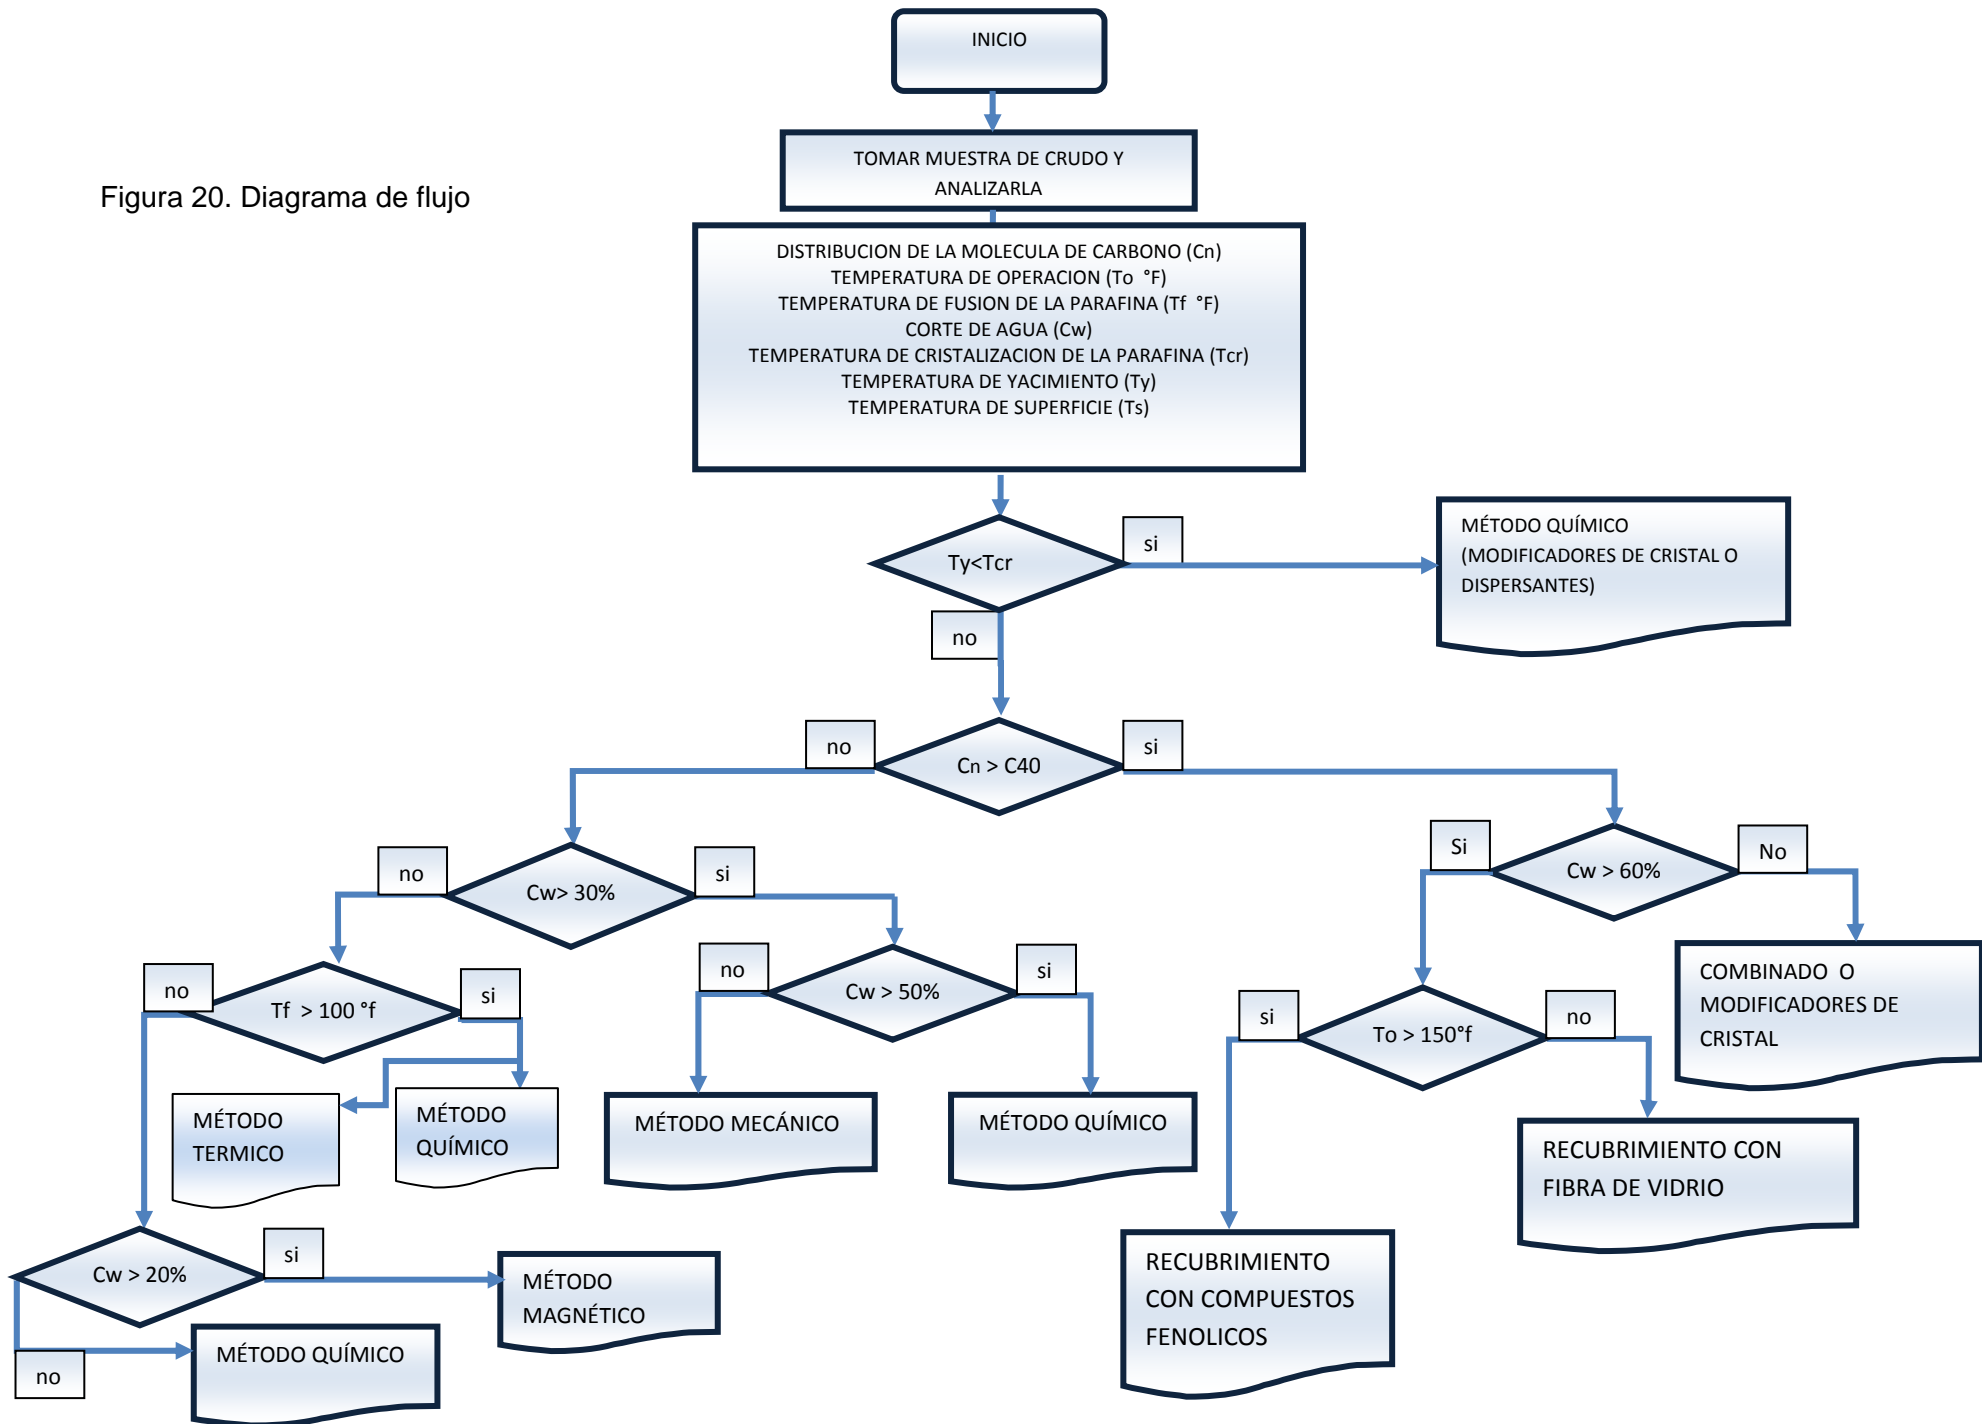 INICIO
TOMAR MUESTRA DE CRUDO Y
ANALIZARLA
Figura 20. Diagrama de flujo
DISTRIBUCION DE LA MOLECULA DE CARBONO (Cn)
TEMPERATURA DE OPERACION (To °F)
TEMPERATURA DE FUSION DE LA PARAFINA (Tf °F)
CORTE DE AGUA (Cw)
TEMPERATURA DE CRISTALIZACION DE LA PARAFINA (Tcr)
TEMPERATURA DE YACIMIENTO (Ty)
TEMPERATURA DE SUPERFICIE (Ts)
Ty<Tcr
si
MÉTODO QUÍMICO
(MODIFICADORES DE CRISTAL O
DISPERSANTES)
no
no
Cn > C40
si
no
Cw> 30%
si
Si
Cw > 60%
No
no
Tf > 100 °f
si
no
Cw > 50%
si
si
To > 150°f
no
COMBINADO O
MODIFICADORES DE
CRISTAL
MÉTODO
TERMICO
MÉTODO
QUÍMICO
MÉTODO MECÁNICO
MÉTODO QUÍMICO
RECUBRIMIENTO CON
FIBRA DE VIDRIO
Cw > 20%
si
MÉTODO
MAGNÉTICO
RECUBRIMIENTO
CON COMPUESTOS
FENOLICOS
no
MÉTODO QUÍMICO